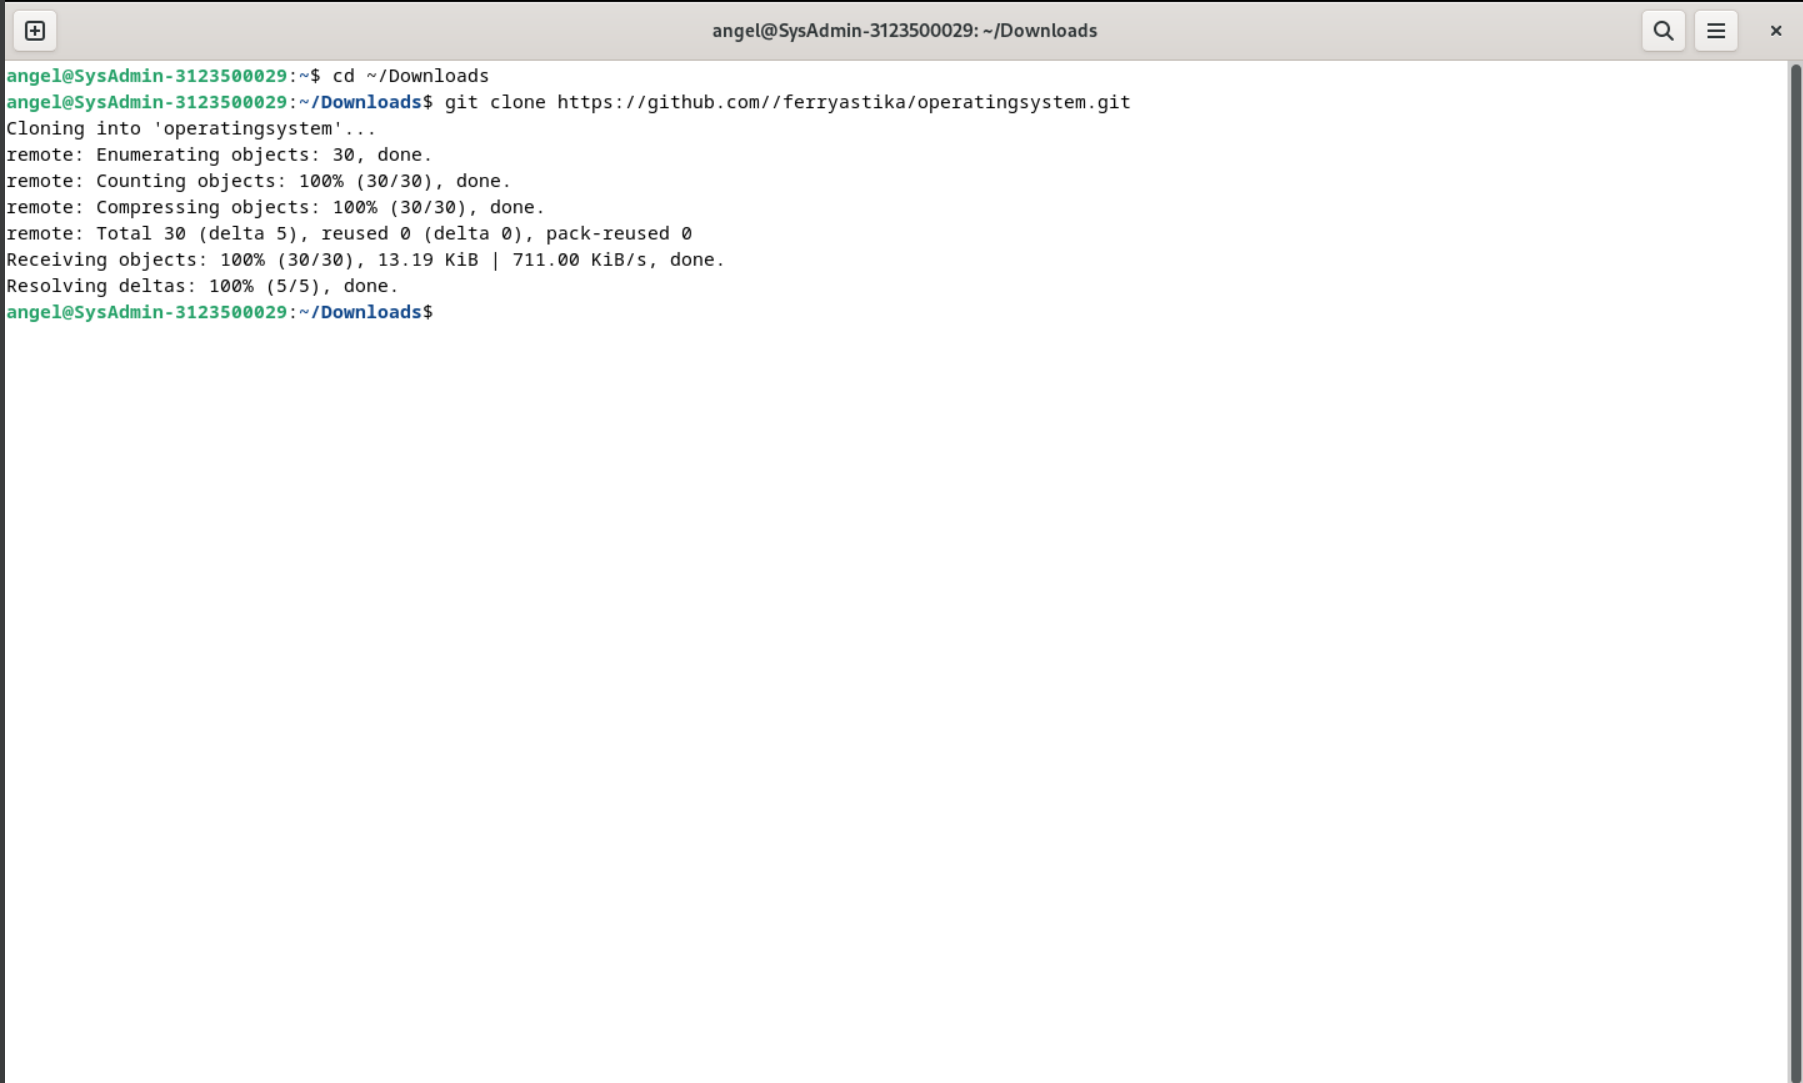 angel@SysAdmin-3123500029: ~/Downloads
angel@SysAdmin-3123500029:~$ cd ~/Downloads
angel@SysAdmin-3123500029:~/Downloads$ git clone https://github.com//ferryastika/operatingsystem.git
Cloning into 'operatingsystem'...
remote: Enumerating objects: 30, done.
remote: Counting objects: 100% (30/30), done.
remote: Compressing objects: 100% (30/30), done.
remote: Total 30 (delta 5), reused 0 (delta 0), pack-reused 0
Receiving objects: 100% (30/30), 13.19 KiB | 711.00 KiB/s, done.
Resolving deltas: 100% (5/5), done.
angel@SysAdmin-3123500029:~/Downloads$